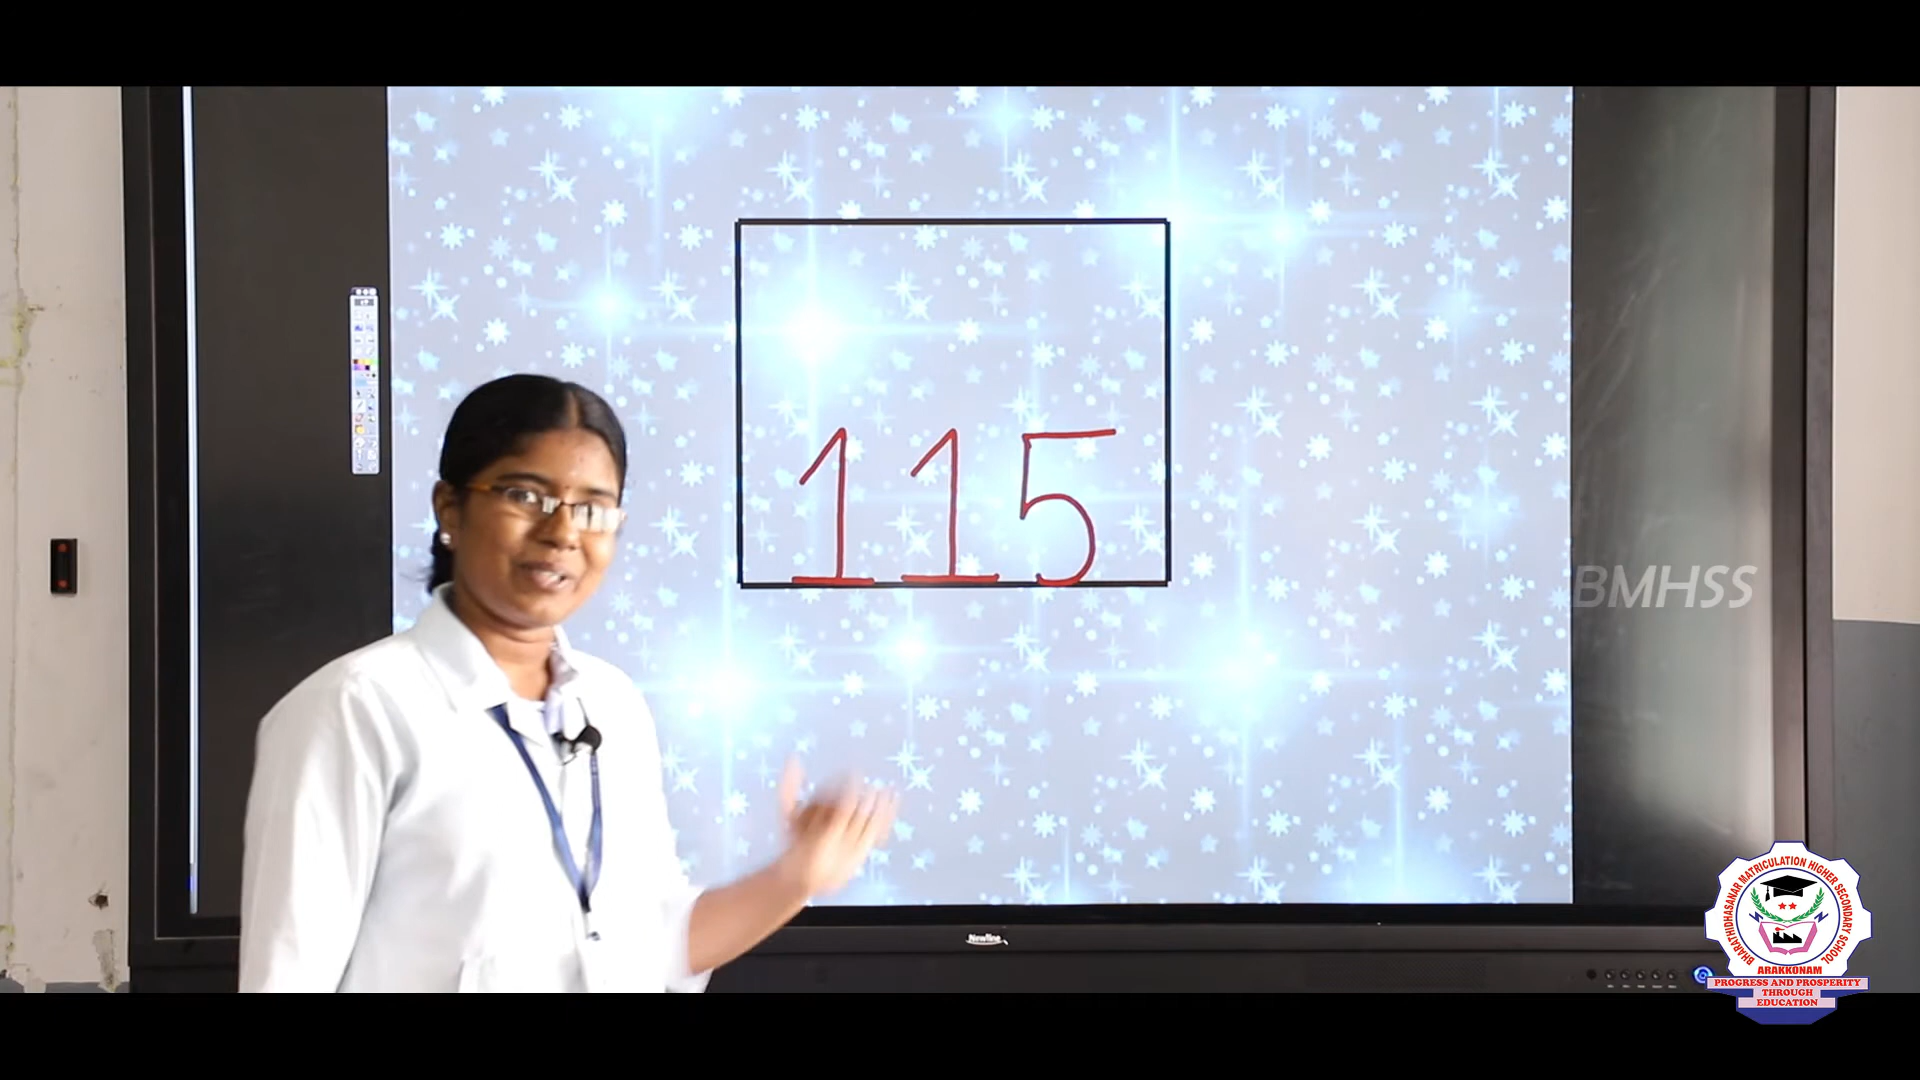 115
BMHSS
Newline
BHARATHIDHASANAR MATRICULATION HIGHER SECONDARY SCHOOL
ARAKKONAM
PROGRESS AND PROSPERITY
THROUGH
EDUCATION